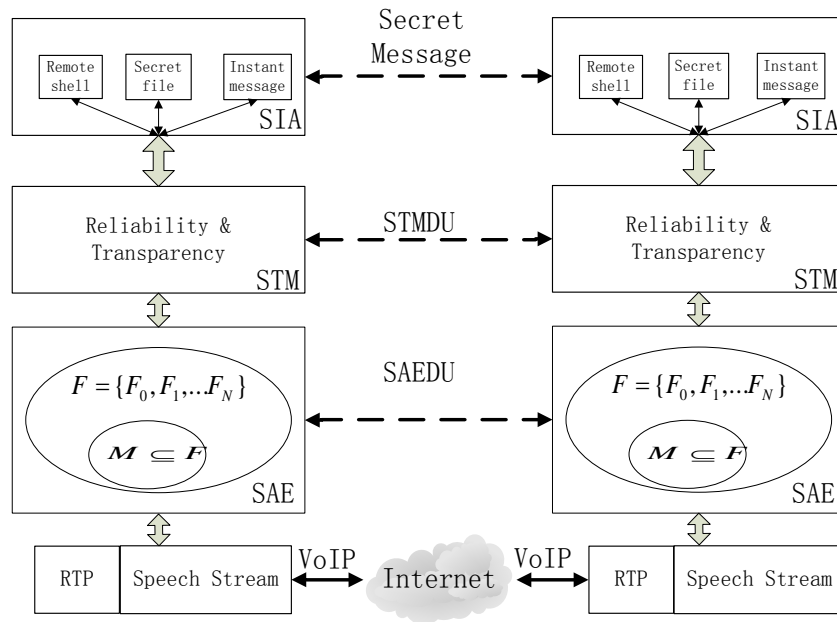 Secret
Message
Remote
shell
Secret
file
Instant
message
SIA
Remote
shell
Secret
file
Instant
message
SIA
Reliability &
Transparency
STM
STMDU
Reliability &
Transparency
STM
F = {F0, F1, ...FN}
M ⊆ F
SAE
SAEDU
F = {F0, F1, ...FN}
M ⊆ F
SAE
RTP
Speech Stream
VoIP
Internet
VoIP
RTP
Speech Stream